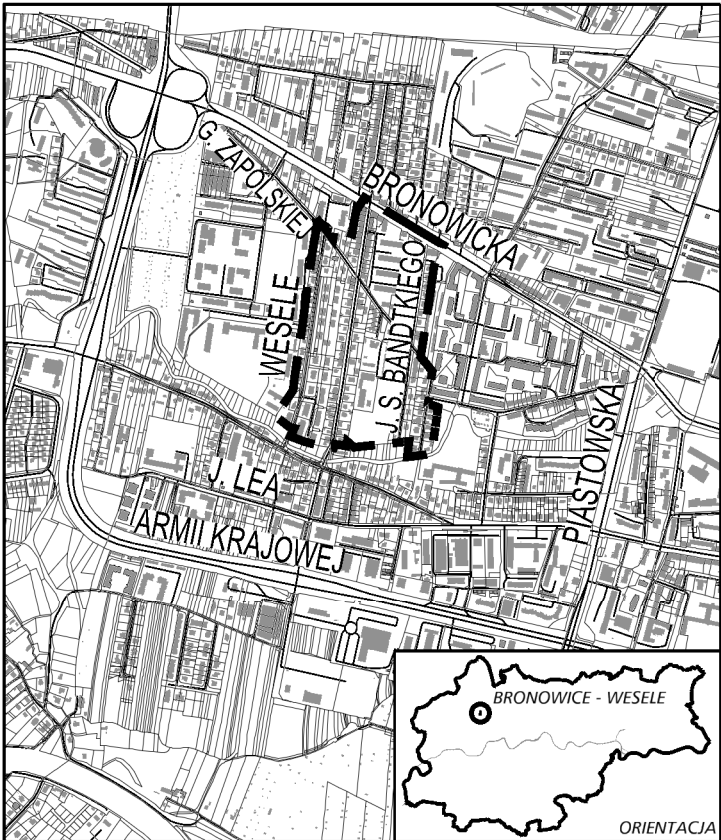 G. ZAPOLSKIEJ
BRONOWICKA
WESELE
J. S. BANDTKIEGO
PIASTOWSKA
J. LEA
ARMII KRAJOWEJ
BRONOWICE - WESELE
ORIENTACJA